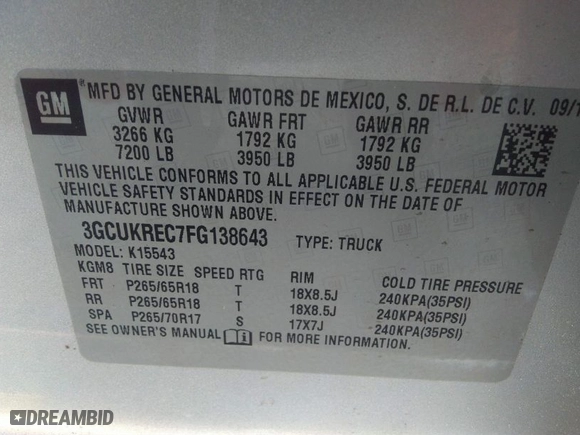 GM
MFD BY GENERAL MOTORS DE MEXICO, S. DE R.L. DE C.V. 09/1
GVWR GAWR FRT GAWR RR
3266 KG 1792 KG 1792 KG
7200 LB 3950 LB 3950 LB
THIS VEHICLE CONFORMS TO ALL APPLICABLE U.S. FEDERAL MOTOR
VEHICLE SAFETY STANDARDS IN EFFECT ON THE DATE OF
MANUFACTURE SHOWN ABOVE.
3GCUKREC7FG138643 TYPE: TRUCK
MODEL: K15543
KGM8 TIRE SIZE SPEED RTG RIM COLD TIRE PRESSURE
FRT P265/65R18 T 18X8.5J 240KPA(35PSI)
RR P265/65R18 T 18X8.5J 240KPA(35PSI)
SPA P265/70R17 S 17X7J 240KPA(35PSI)
SEE OWNER'S MANUAL FOR MORE INFORMATION.
DREAMBID